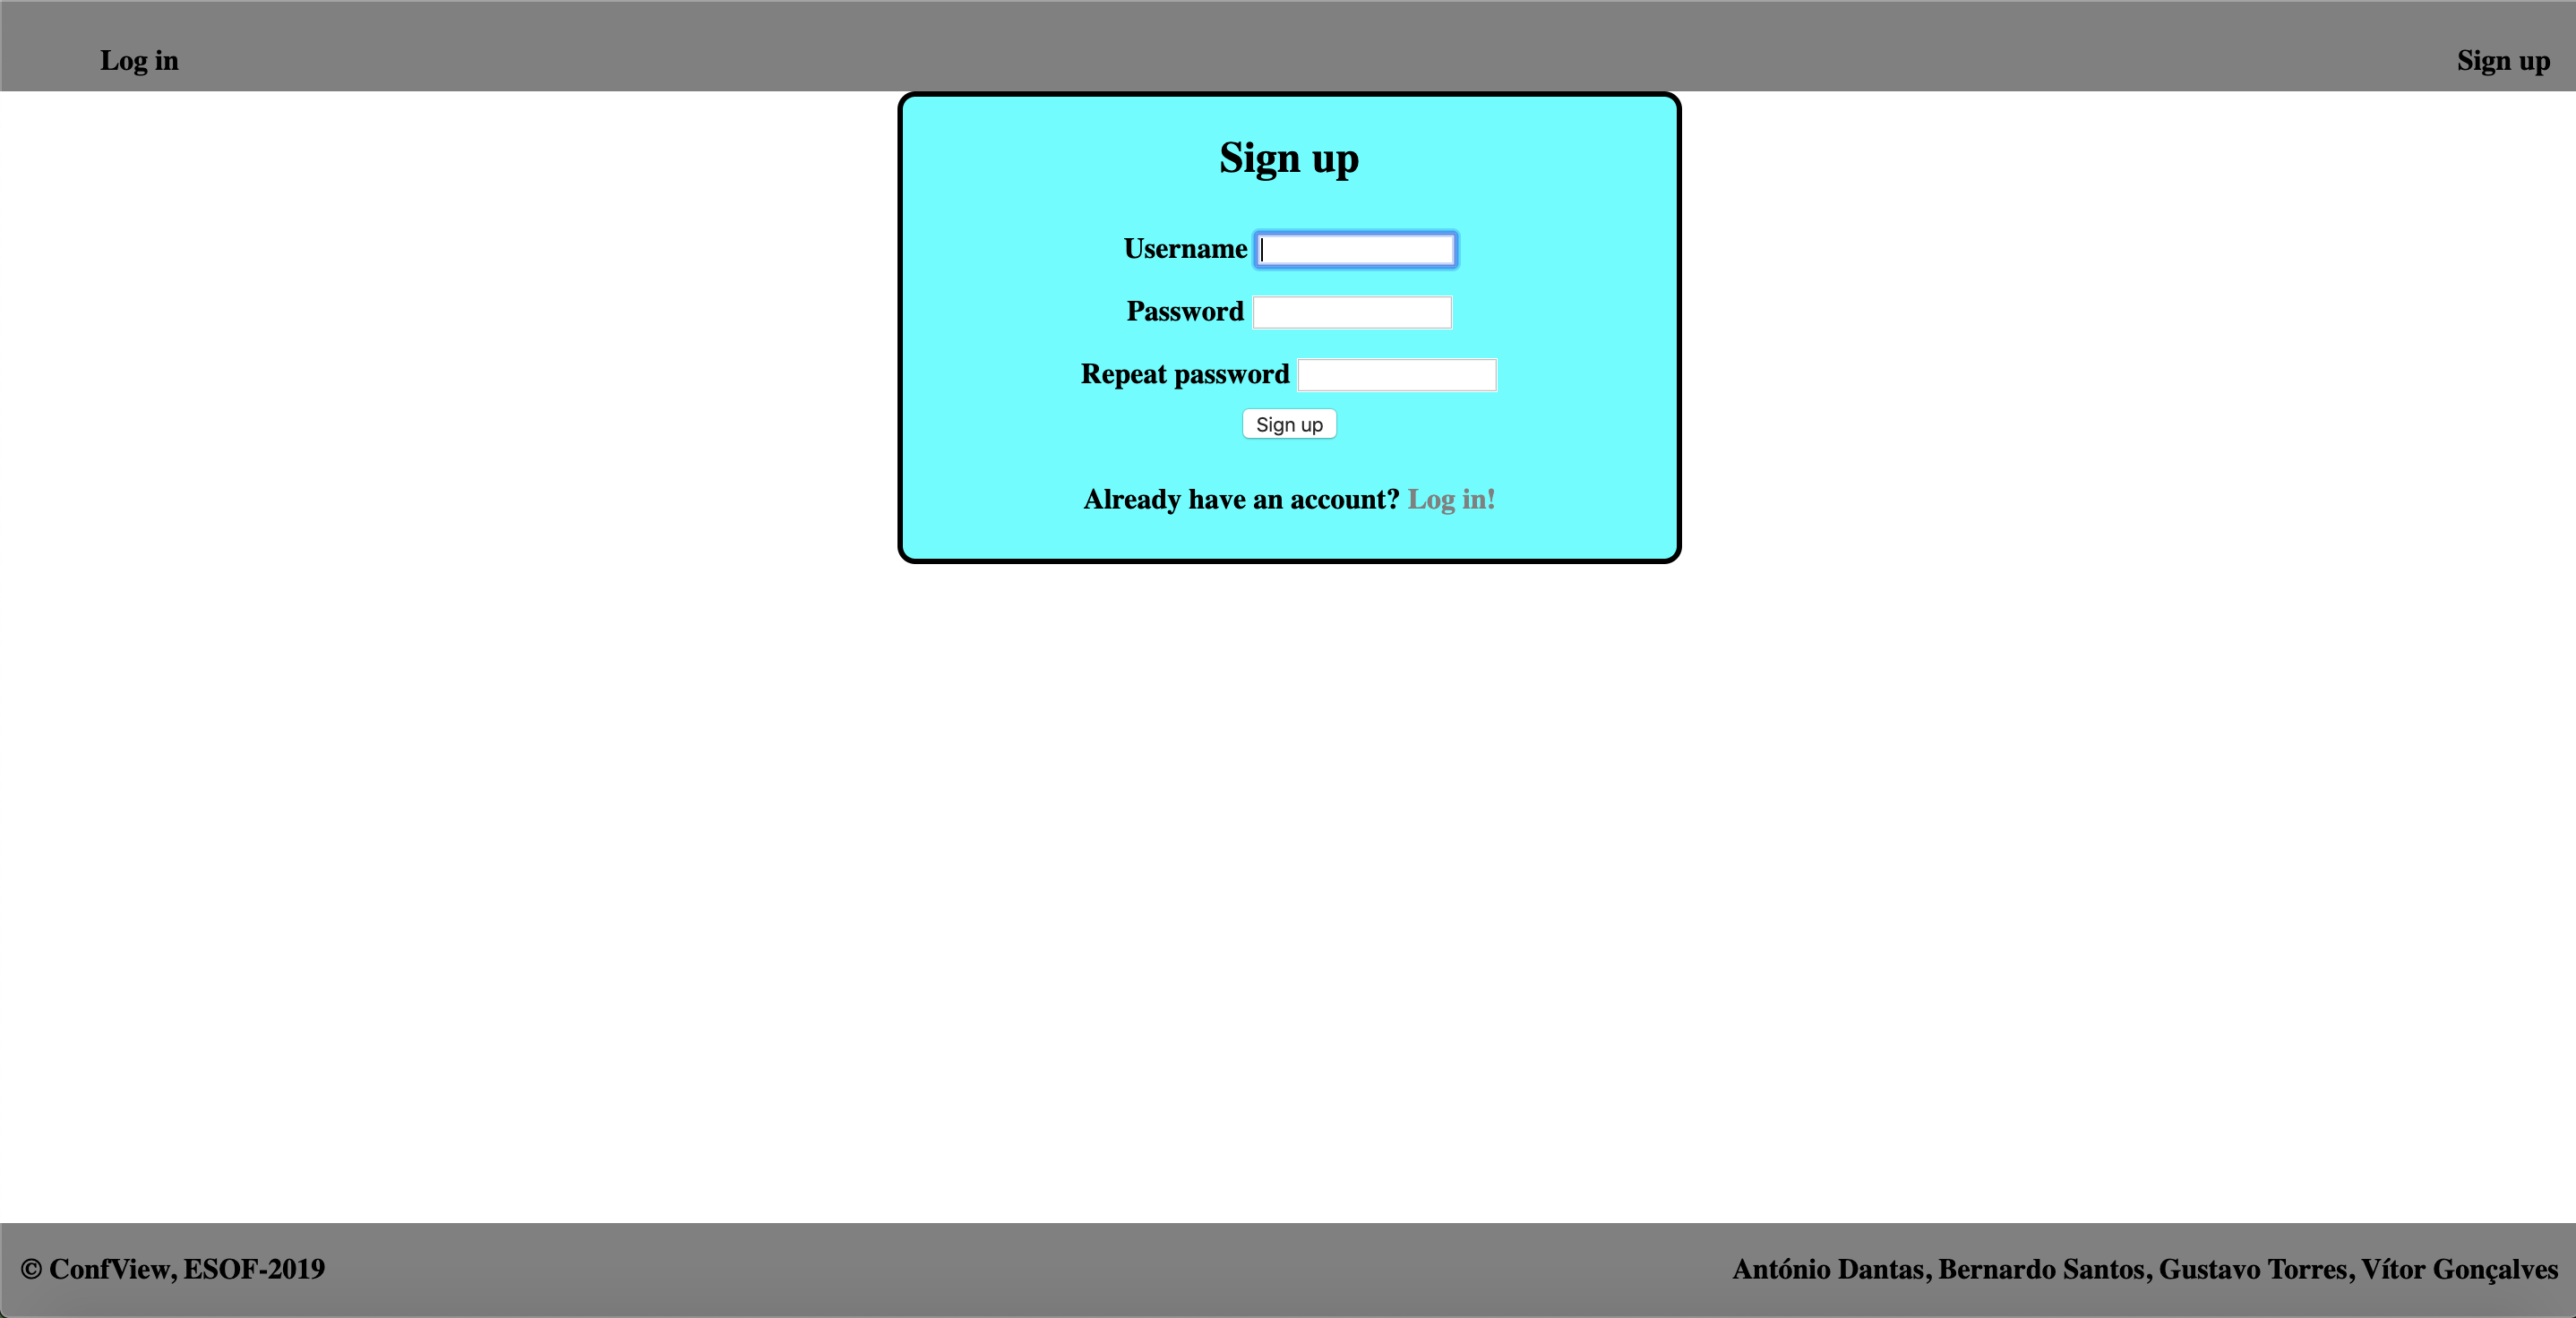 Log in
Sign up
Sign up
Username
Password
Repeat password
Sign up
Already have an account? Log in!
© ConfView, ESOF-2019
António Dantas, Bernardo Santos, Gustavo Torres, Vítor Gonçalves